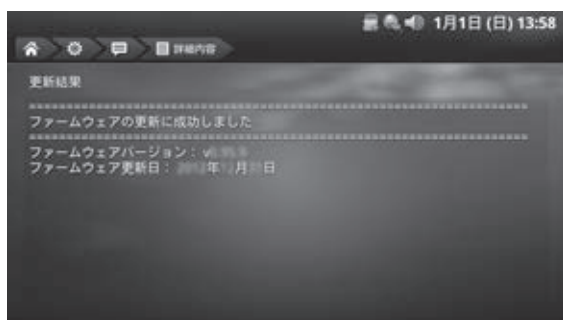 1月1日 (日) 13:58
詳細内容
更新結果
ファームウェアの更新に成功しました
ファームウェアバージョン： v
ファームウェア更新日： 年 月 日